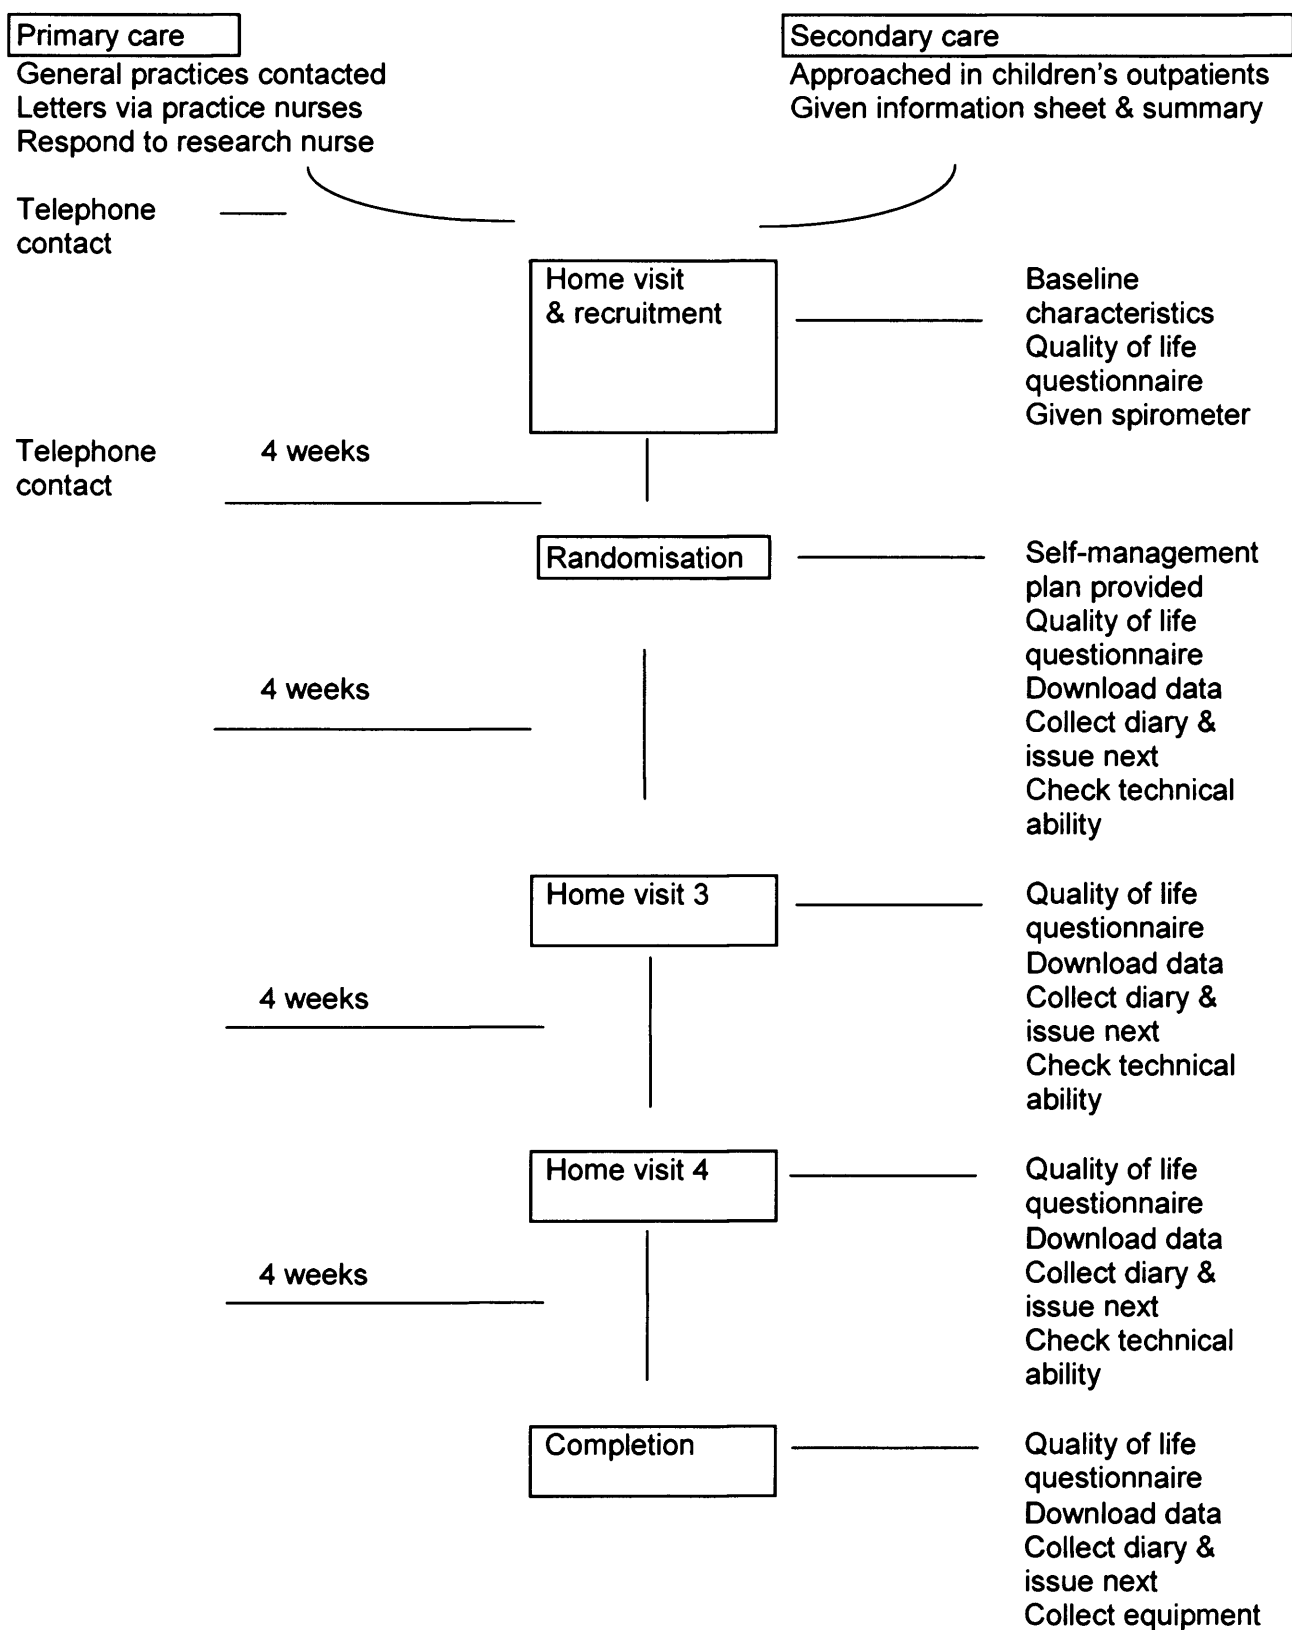 Primary care
General practices contacted
Letters via practice nurses
Respond to research nurse
Secondary care
Approached in children's outpatients
Given information sheet & summary
Telephone
contact
Home visit
& recruitment
Baseline
characteristics
Quality of life
questionnaire
Given spirometer
Telephone
contact
4 weeks
Randomisation
Self-management
plan provided
Quality of life
questionnaire
Download data
Collect diary &
issue next
Check technical
ability
4 weeks
Home visit 3
Quality of life
questionnaire
Download data
Collect diary &
issue next
Check technical
ability
4 weeks
Home visit 4
Quality of life
questionnaire
Download data
Collect diary &
issue next
Check technical
ability
4 weeks
Completion
Quality of life
questionnaire
Download data
Collect diary &
issue next
Collect equipment